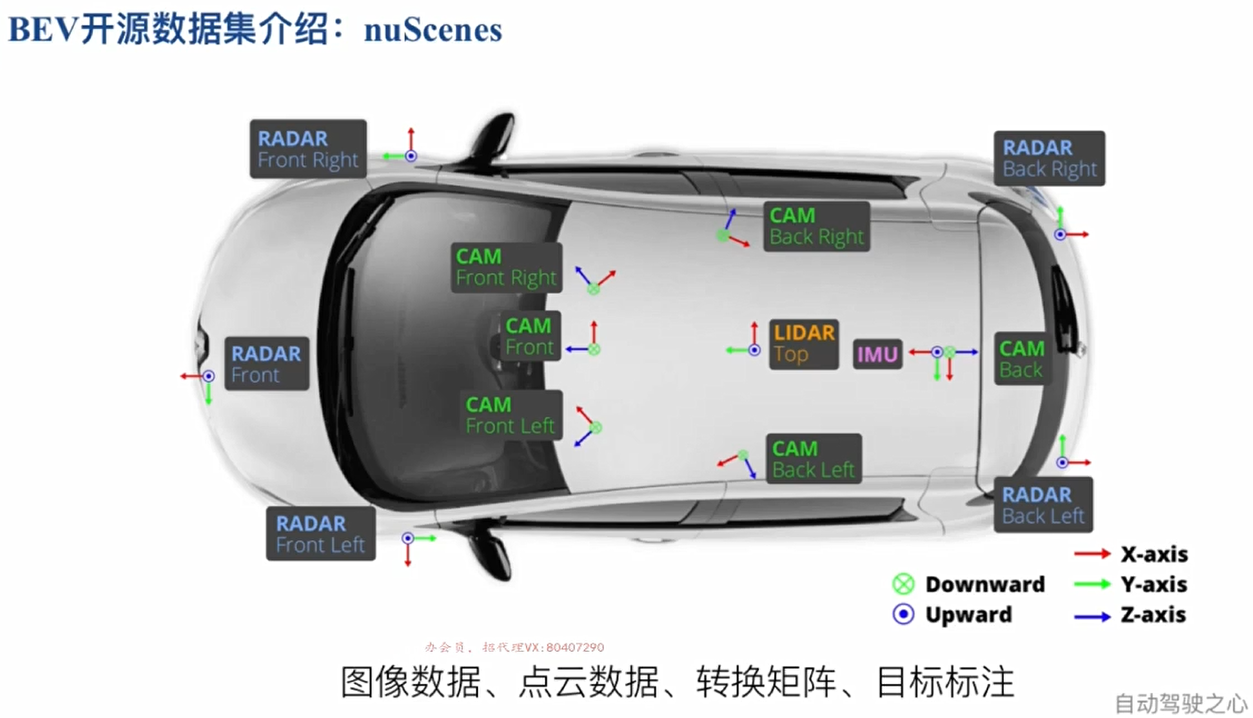 BEV开源数据集介绍：nuScenes
RADAR
Front Right
RADAR
Back Right
CAM
Back Right
CAM
Front Right
CAM
Front
LIDAR
Top
IMU
CAM
Back
RADAR
Front
CAM
Front Left
CAM
Back Left
RADAR
Back Left
RADAR
Front Left
X-axis
Downward
Y-axis
Upward
Z-axis
办会员，招代理VX:80407290
图像数据、点云数据、转换矩阵、目标标注
自动驾驶之心